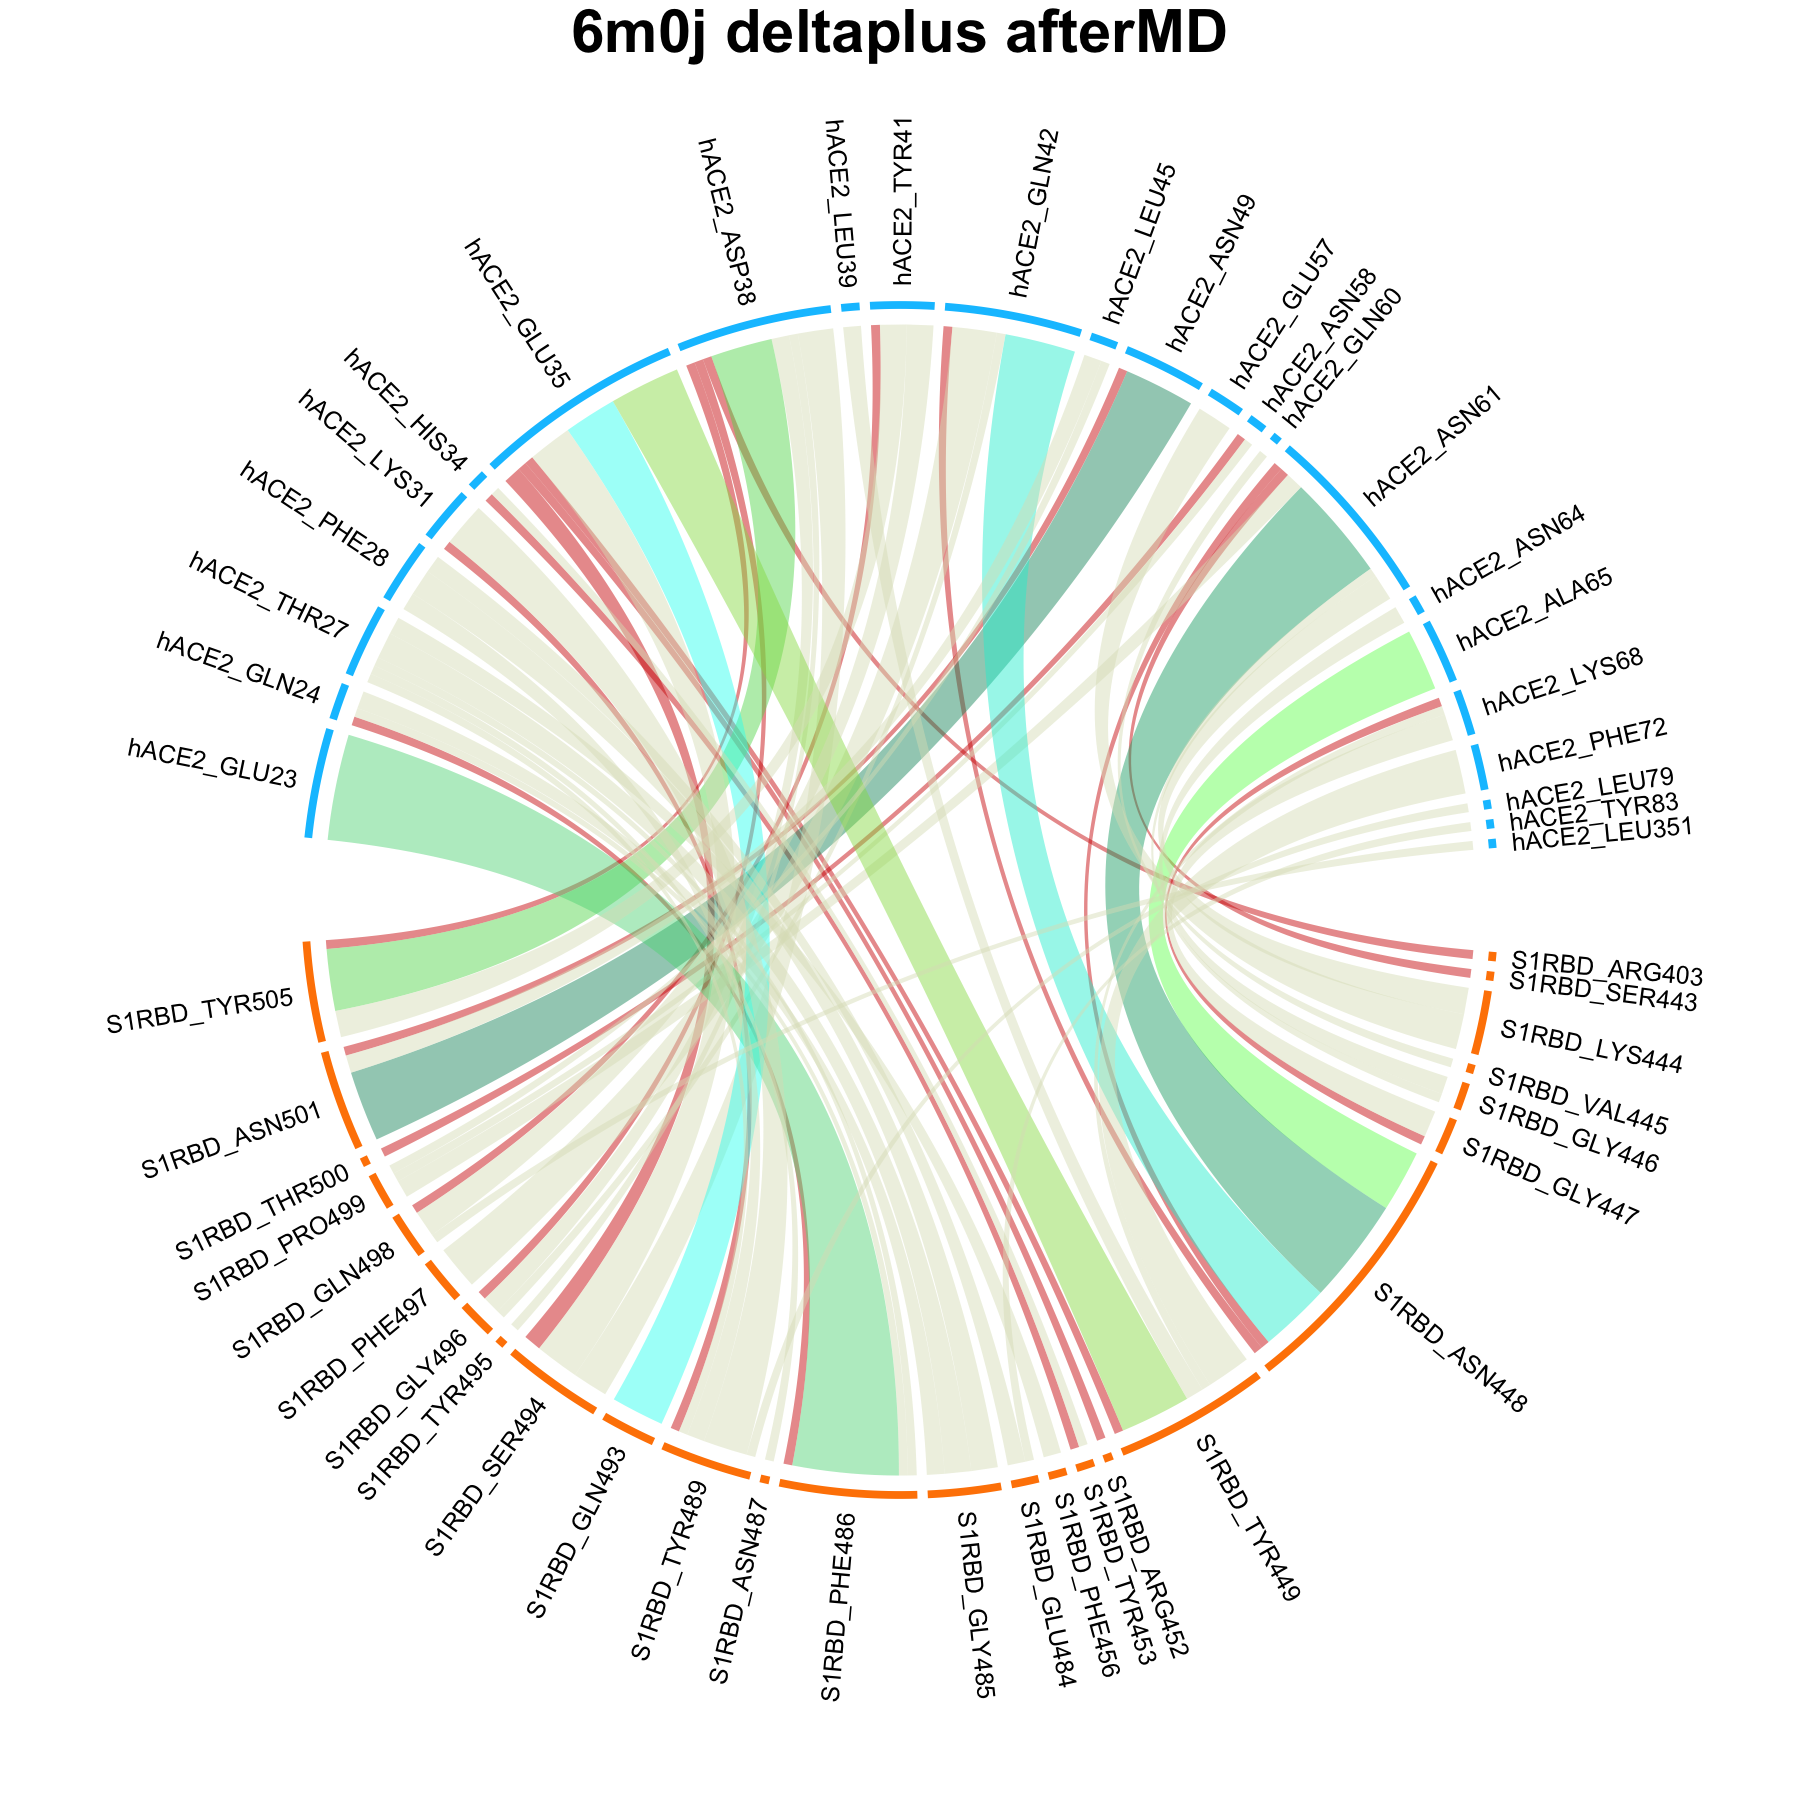 6m0j deltaplus afterMD
hACE2_GLU23
hACE2_GLN24
hACE2_THR27
hACE2_PHE28
hACE2_LYS31
hACE2_HIS34
hACE2_GLU35
hACE2_ASP38
hACE2_LEU39
hACE2_TYR41
hACE2_GLN42
hACE2_LEU45
hACE2_ASN49
hACE2_GLU57
hACE2_ASN58
hACE2_GLN60
hACE2_ASN61
hACE2_ASN64
hACE2_ALA65
hACE2_LYS68
hACE2_PHE72
hACE2_LEU79
hACE2_TYR83
hACE2_LEU351
S1RBD_ARG403
S1RBD_SER443
S1RBD_LYS444
S1RBD_VAL445
S1RBD_GLY446
S1RBD_GLY447
S1RBD_ASN448
S1RBD_TYR449
S1RBD_ARG452
S1RBD_TYR453
S1RBD_PHE456
S1RBD_GLU484
S1RBD_GLY485
S1RBD_PHE486
S1RBD_ASN487
S1RBD_TYR489
S1RBD_GLN493
S1RBD_SER494
S1RBD_TYR495
S1RBD_GLY496
S1RBD_PHE497
S1RBD_GLN498
S1RBD_PRO499
S1RBD_THR500
S1RBD_ASN501
S1RBD_TYR505